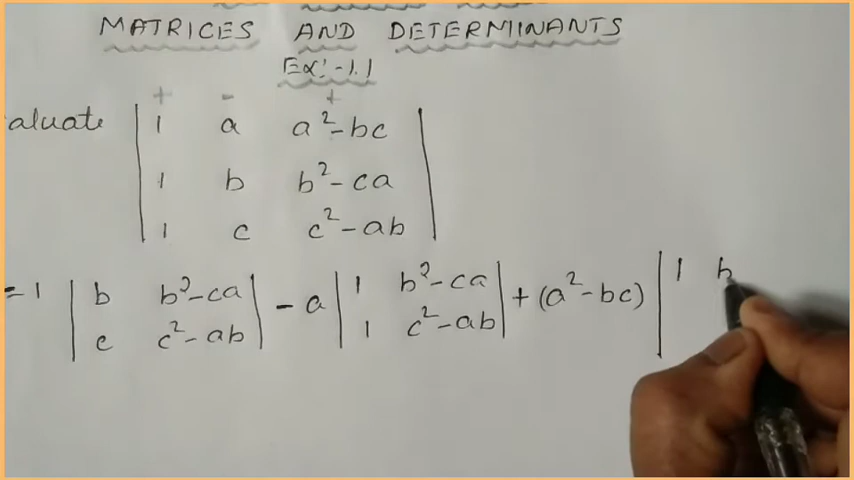 MATRICES AND DETERMINANTS
Ex:-1.1
+ - +
aluate | 1 a a²-bc |
| 1 b b²-ca |
| 1 c c²-ab |
= 1 | b b²-ca | - a | 1 b²-ca | + (a²-bc) | 1 b
| c c²-ab | | 1 c²-ab | |